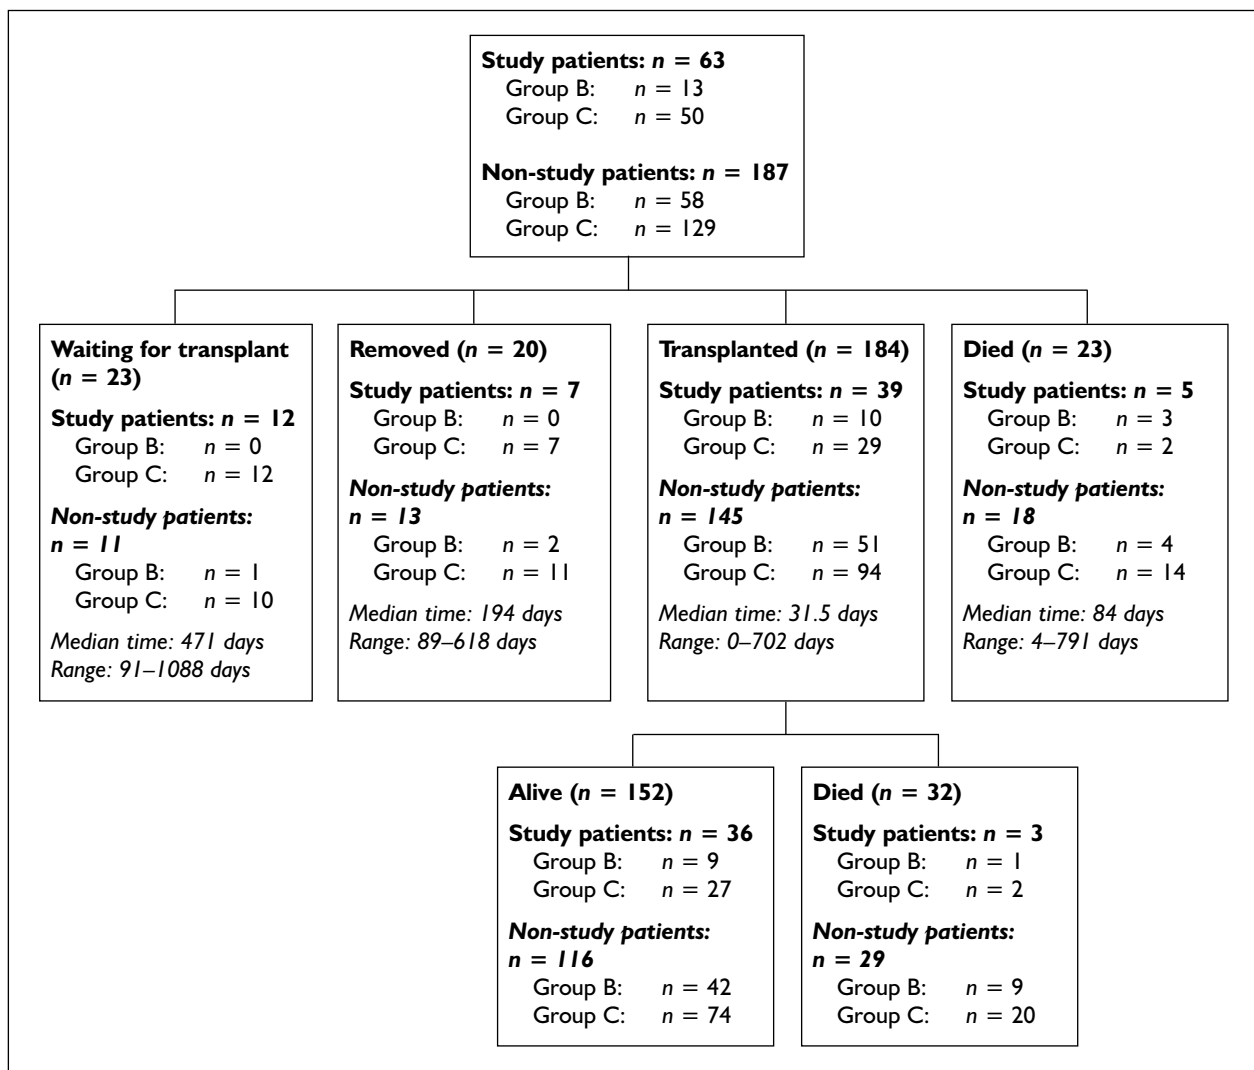 Study patients: n = 63
Group B: n = 13
Group C: n = 50
Non-study patients: n = 187
Group B: n = 58
Group C: n = 129
Waiting for transplant
(n = 23)
Study patients: n = 12
Group B: n = 0
Group C: n = 12
Non-study patients:
n = 11
Group B: n = 1
Group C: n = 10
Median time: 471 days
Range: 91–1088 days
Removed (n = 20)
Study patients: n = 7
Group B: n = 0
Group C: n = 7
Non-study patients:
n = 13
Group B: n = 2
Group C: n = 11
Median time: 194 days
Range: 89–618 days
Transplanted (n = 184)
Study patients: n = 39
Group B: n = 10
Group C: n = 29
Non-study patients:
n = 145
Group B: n = 51
Group C: n = 94
Median time: 31.5 days
Range: 0–702 days
Died (n = 23)
Study patients: n = 5
Group B: n = 3
Group C: n = 2
Non-study patients:
n = 18
Group B: n = 4
Group C: n = 14
Median time: 84 days
Range: 4–791 days
Alive (n = 152)
Study patients: n = 36
Group B: n = 9
Group C: n = 27
Non-study patients:
n = 116
Group B: n = 42
Group C: n = 74
Died (n = 32)
Study patients: n = 3
Group B: n = 1
Group C: n = 2
Non-study patients:
n = 29
Group B: n = 9
Group C: n = 20